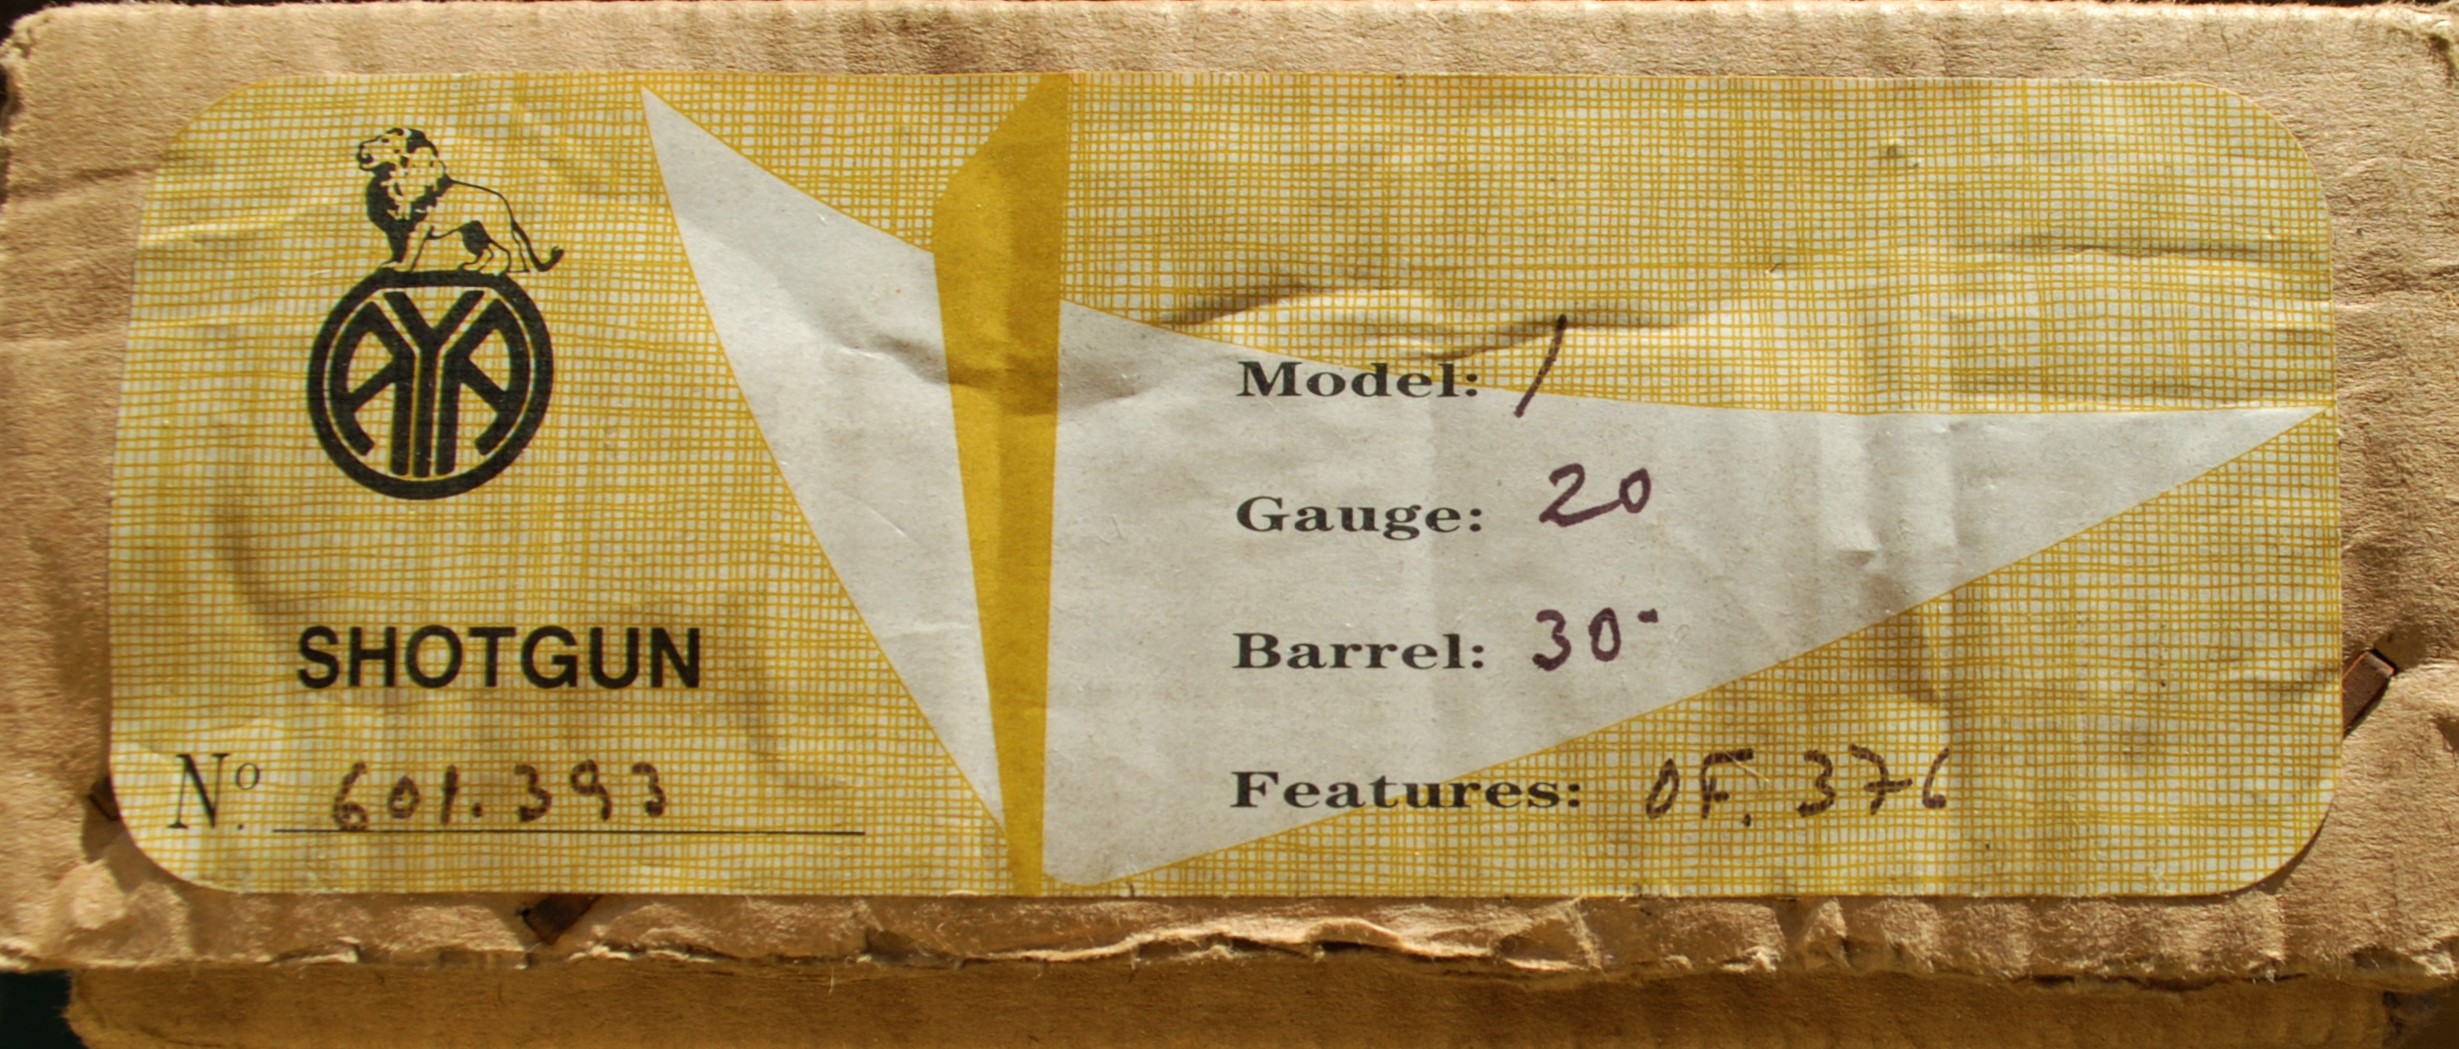 AYA
SHOTGUN
Nº. 601.393
Model: 1
Gauge: 20
Barrel: 30"
Features: OF. 376